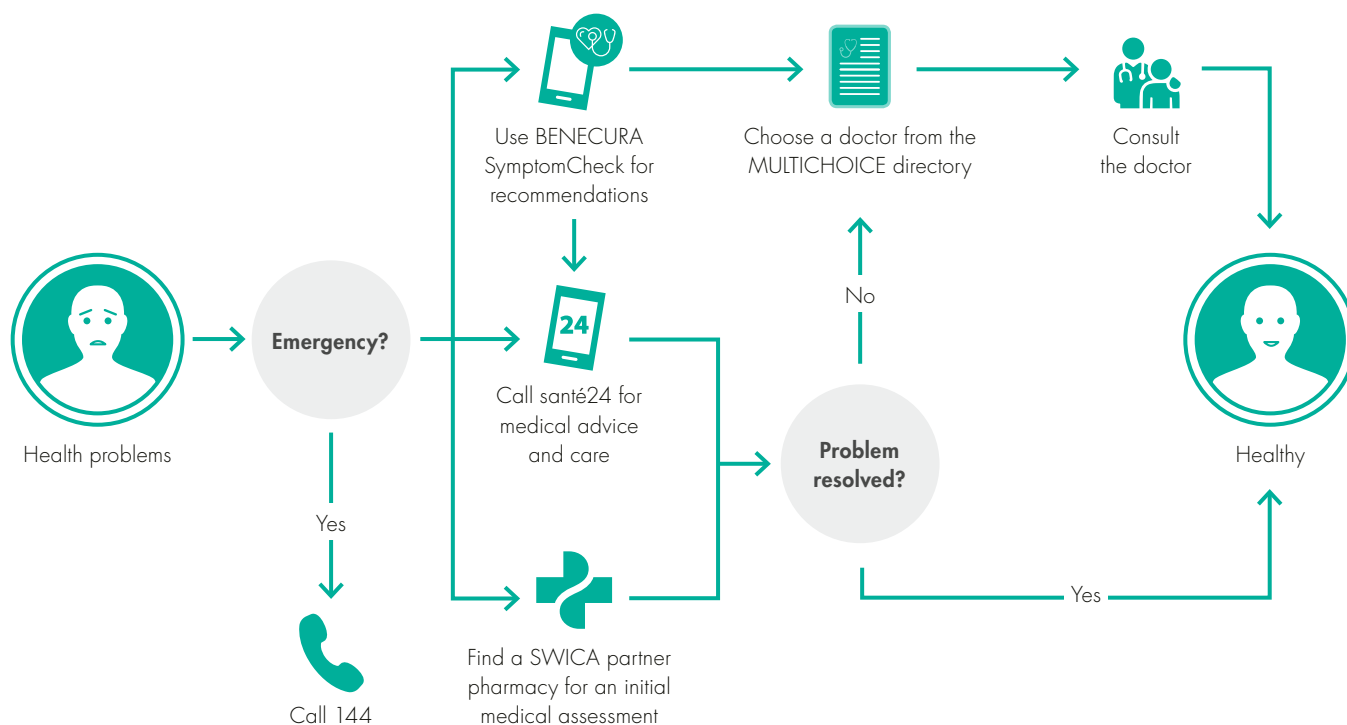 Use BENECURA
SymptomCheck for
recommendations
Choose a doctor from the
MULTICHOICE directory
Consult
the doctor
Health problems
Emergency?
24
Call santé24 for
medical advice
and care
No
Problem
resolved?
Healthy
Yes
Call 144
Find a SWICA partner
pharmacy for an initial
medical assessment
Yes